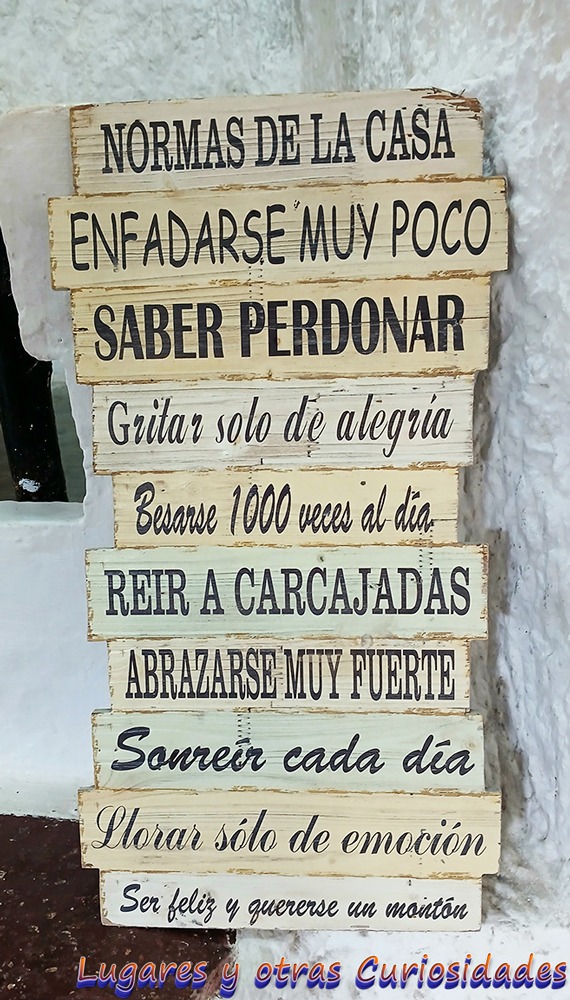 NORMAS DE LA CASA
ENFADARSE MUY POCO
SABER PERDONAR
Gritar solo de alegría
Besarse 1000 veces al día.
REIR A CARCAJADAS
ABRAZARSE MUY FUERTE
Sonreír cada día
Llorar sólo de emoción
Ser feliz y quererse un montón
Lugares y otras Curiosidades